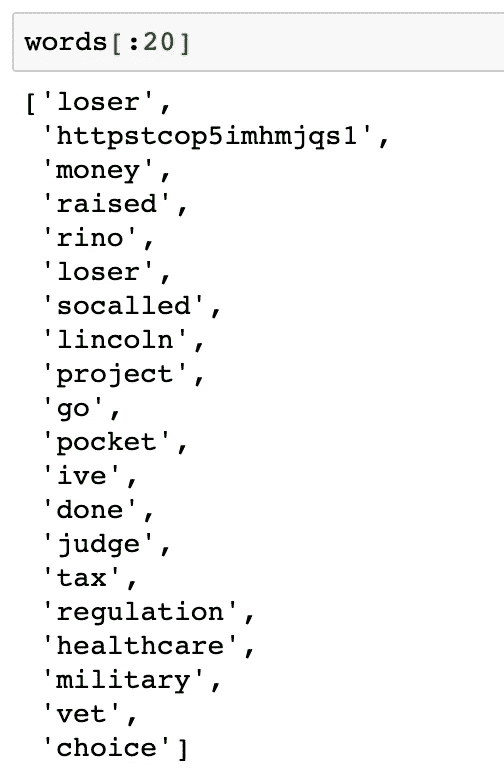 words[:20]
['loser',
'httpstcop5imhmjqs1',
'money',
'raised',
'rino',
'loser',
'socalled',
'lincoln',
'project',
'go',
'pocket',
'ive',
'done',
'judge',
'tax',
'regulation',
'healthcare',
'military',
'vet',
'choice']